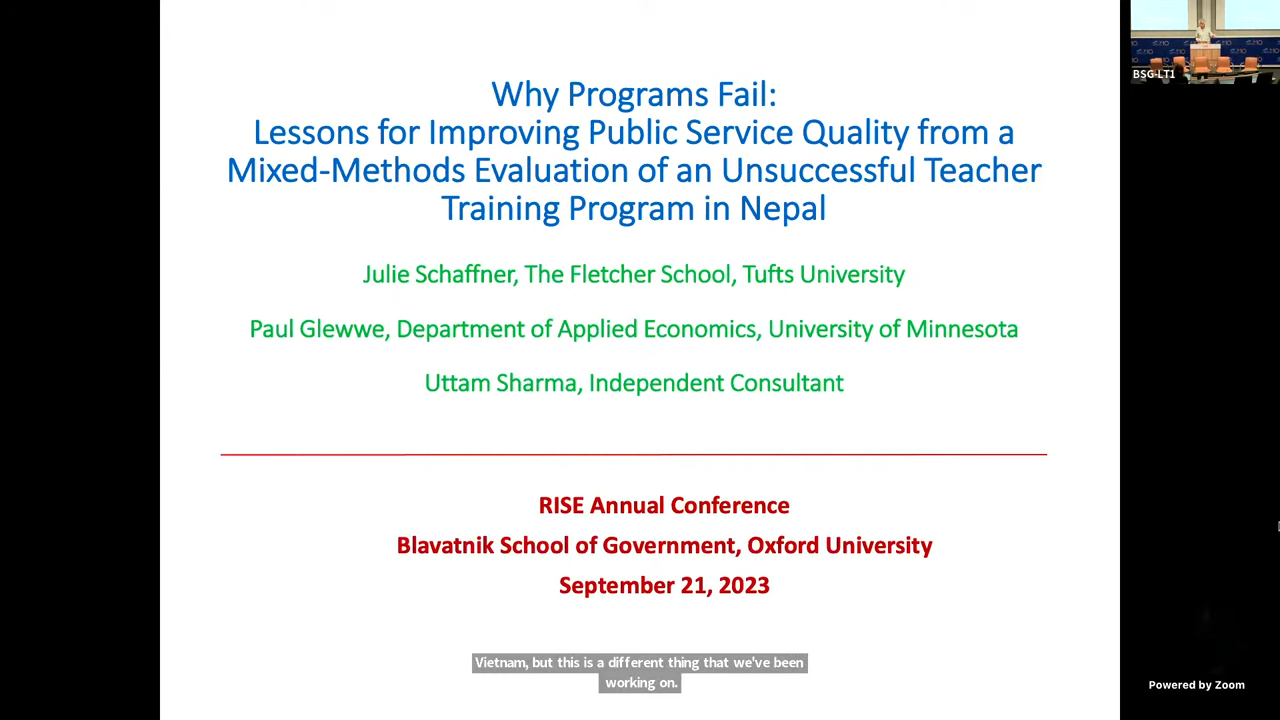 Why Programs Fail:
Lessons for Improving Public Service Quality from a
Mixed-Methods Evaluation of an Unsuccessful Teacher
Training Program in Nepal
Julie Schaffner, The Fletcher School, Tufts University
Paul Glewwe, Department of Applied Economics, University of Minnesota
Uttam Sharma, Independent Consultant
RISE Annual Conference
Blavatnik School of Government, Oxford University
September 21, 2023
Vietnam, but this is a different thing that we've been
working on.
BSG-LT1
Powered by Zoom